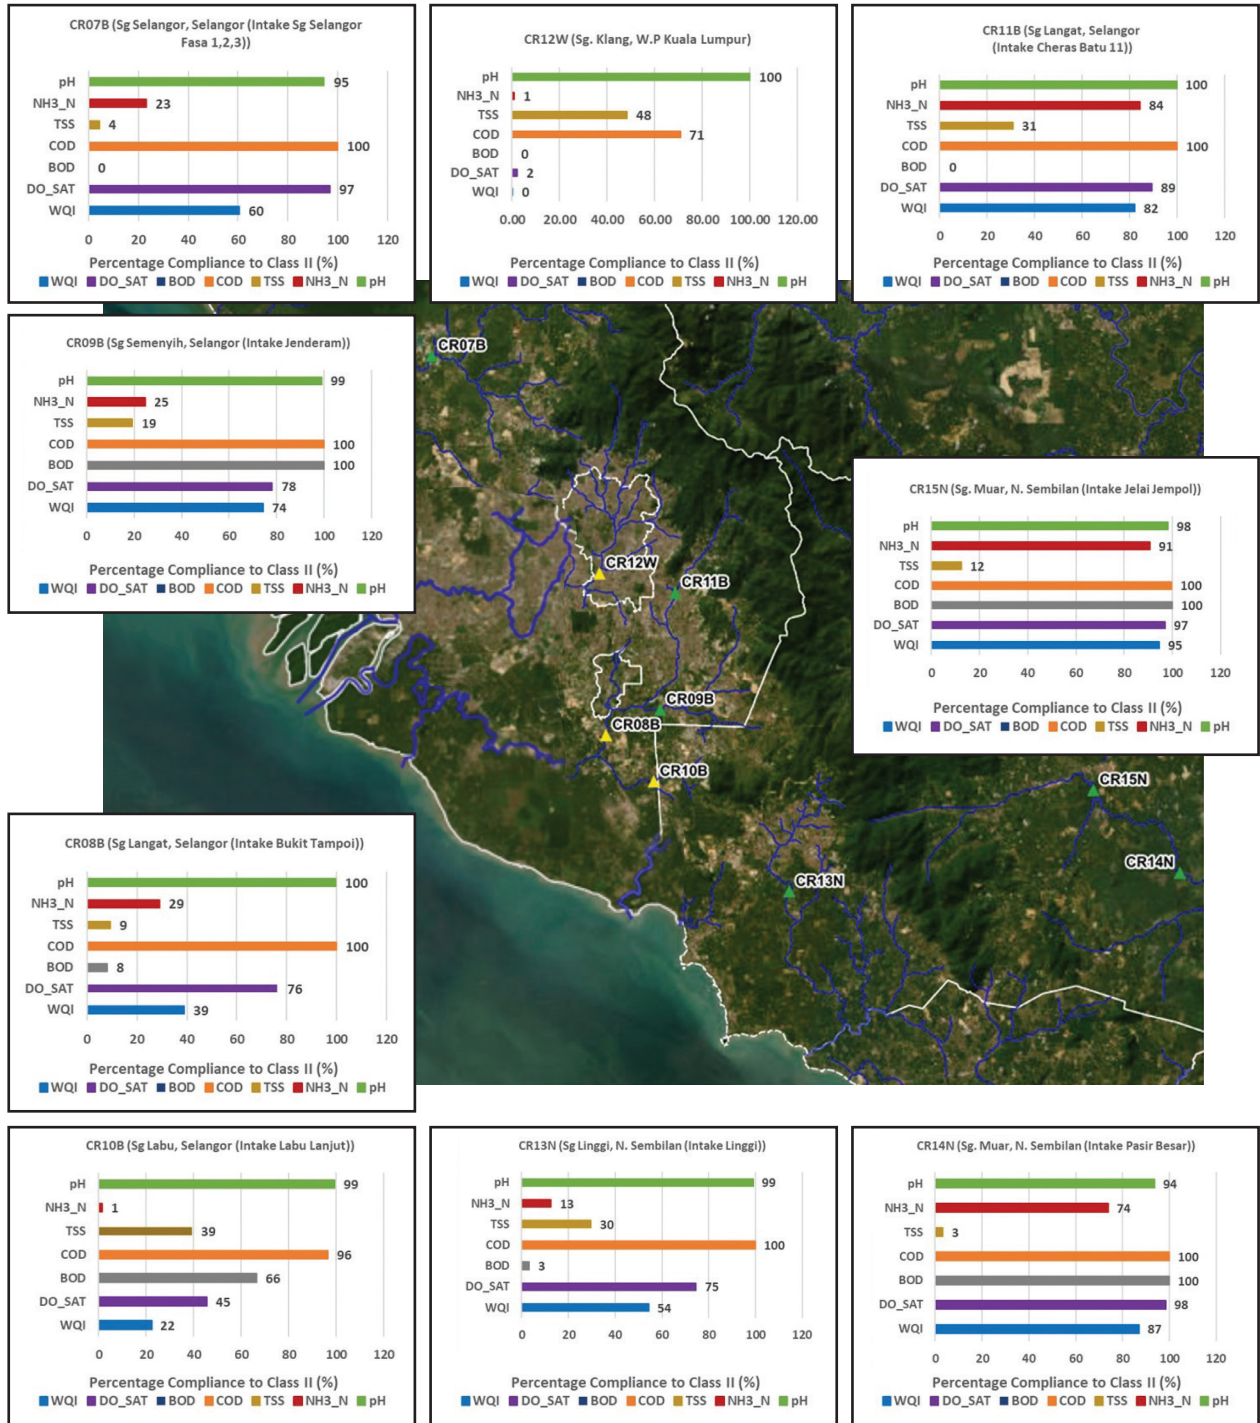 CR07B (Sg Selangor, Selangor (Intake Sg Selangor
Fasa 1,2,3))
pH 95
NH3_N 23
TSS 4
COD 100
BOD 0
DO_SAT 97
WQI 60
0 20 40 60 80 100 120
Percentage Compliance to Class II (%)
WQI DO_SAT BOD COD TSS NH3_N pH
CR12W (Sg. Klang, W.P Kuala Lumpur)
pH 100
NH3_N 1
TSS 48
COD 71
BOD 0
DO_SAT 2
WQI 0
0.00 20.00 40.00 60.00 80.00 100.00 120.00
Percentage Compliance to Class II (%)
WQI DO_SAT BOD COD TSS NH3_N pH
CR11B (Sg Langat, Selangor
(Intake Cheras Batu 11))
pH 100
NH3_N 84
TSS 31
COD 100
BOD 0
DO_SAT 89
WQI 82
0 20 40 60 80 100 120
Percentage Compliance to Class II (%)
WQI DO_SAT BOD COD TSS NH3_N pH
CR09B (Sg Semenyih, Selangor (Intake Jenderam))
pH 99
NH3_N 25
TSS 19
COD 100
BOD 100
DO_SAT 78
WQI 74
0 20 40 60 80 100 120
Percentage Compliance to Class II (%)
WQI DO_SAT BOD COD TSS NH3_N pH
CR07B
CR12W
CR11B
CR09B
CR08B
CR10B
CR13N
CR15N
CR14N
CR15N (Sg. Muar, N. Sembilan (Intake Jelai Jempol))
pH 98
NH3_N 91
TSS 12
COD 100
BOD 100
DO_SAT 97
WQI 95
0 20 40 60 80 100 120
Percentage Compliance to Class II (%)
WQI DO_SAT BOD COD TSS NH3_N pH
CR08B (Sg Langat, Selangor (Intake Bukit Tampoi))
pH 100
NH3_N 29
TSS 9
COD 100
BOD 8
DO_SAT 76
WQI 39
0 20 40 60 80 100 120
Percentage Compliance to Class II (%)
WQI DO_SAT BOD COD TSS NH3_N pH
CR10B (Sg Labu, Selangor (Intake Labu Lanjut))
pH 99
NH3_N 1
TSS 39
COD 96
BOD 66
DO_SAT 45
WQI 22
0 20 40 60 80 100 120
Percentage Compliance to Class II (%)
WQI DO_SAT BOD COD TSS NH3_N pH
CR13N (Sg Linggi, N. Sembilan (Intake Linggi))
pH 99
NH3_N 13
TSS 30
COD 100
BOD 3
DO_SAT 75
WQI 54
0 20 40 60 80 100 120
Percentage Compliance to Class II (%)
WQI DO_SAT BOD COD TSS NH3_N pH
CR14N (Sg. Muar, N. Sembilan (Intake Pasir Besar))
pH 94
NH3_N 74
TSS 3
COD 100
BOD 100
DO_SAT 98
WQI 87
0 20 40 60 80 100 120
Percentage Compliance to Class II (%)
WQI DO_SAT BOD COD TSS NH3_N pH